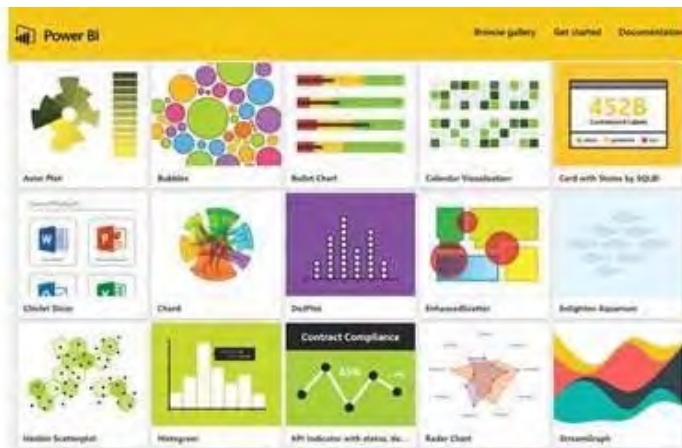 Power BI
Browse gallery Get started Documentation
452B
Aster Plot Bubbles Bullet Chart Calendar Visualization Card with States by SQLBI
W P
Chiclet Slicer Chord DotPlot EnhancedScatter Enlighten Aquarium
Contract Compliance
Hexbin Scatterplot Histogram KPI Indicator with status, de... Radar Chart StreamGraph